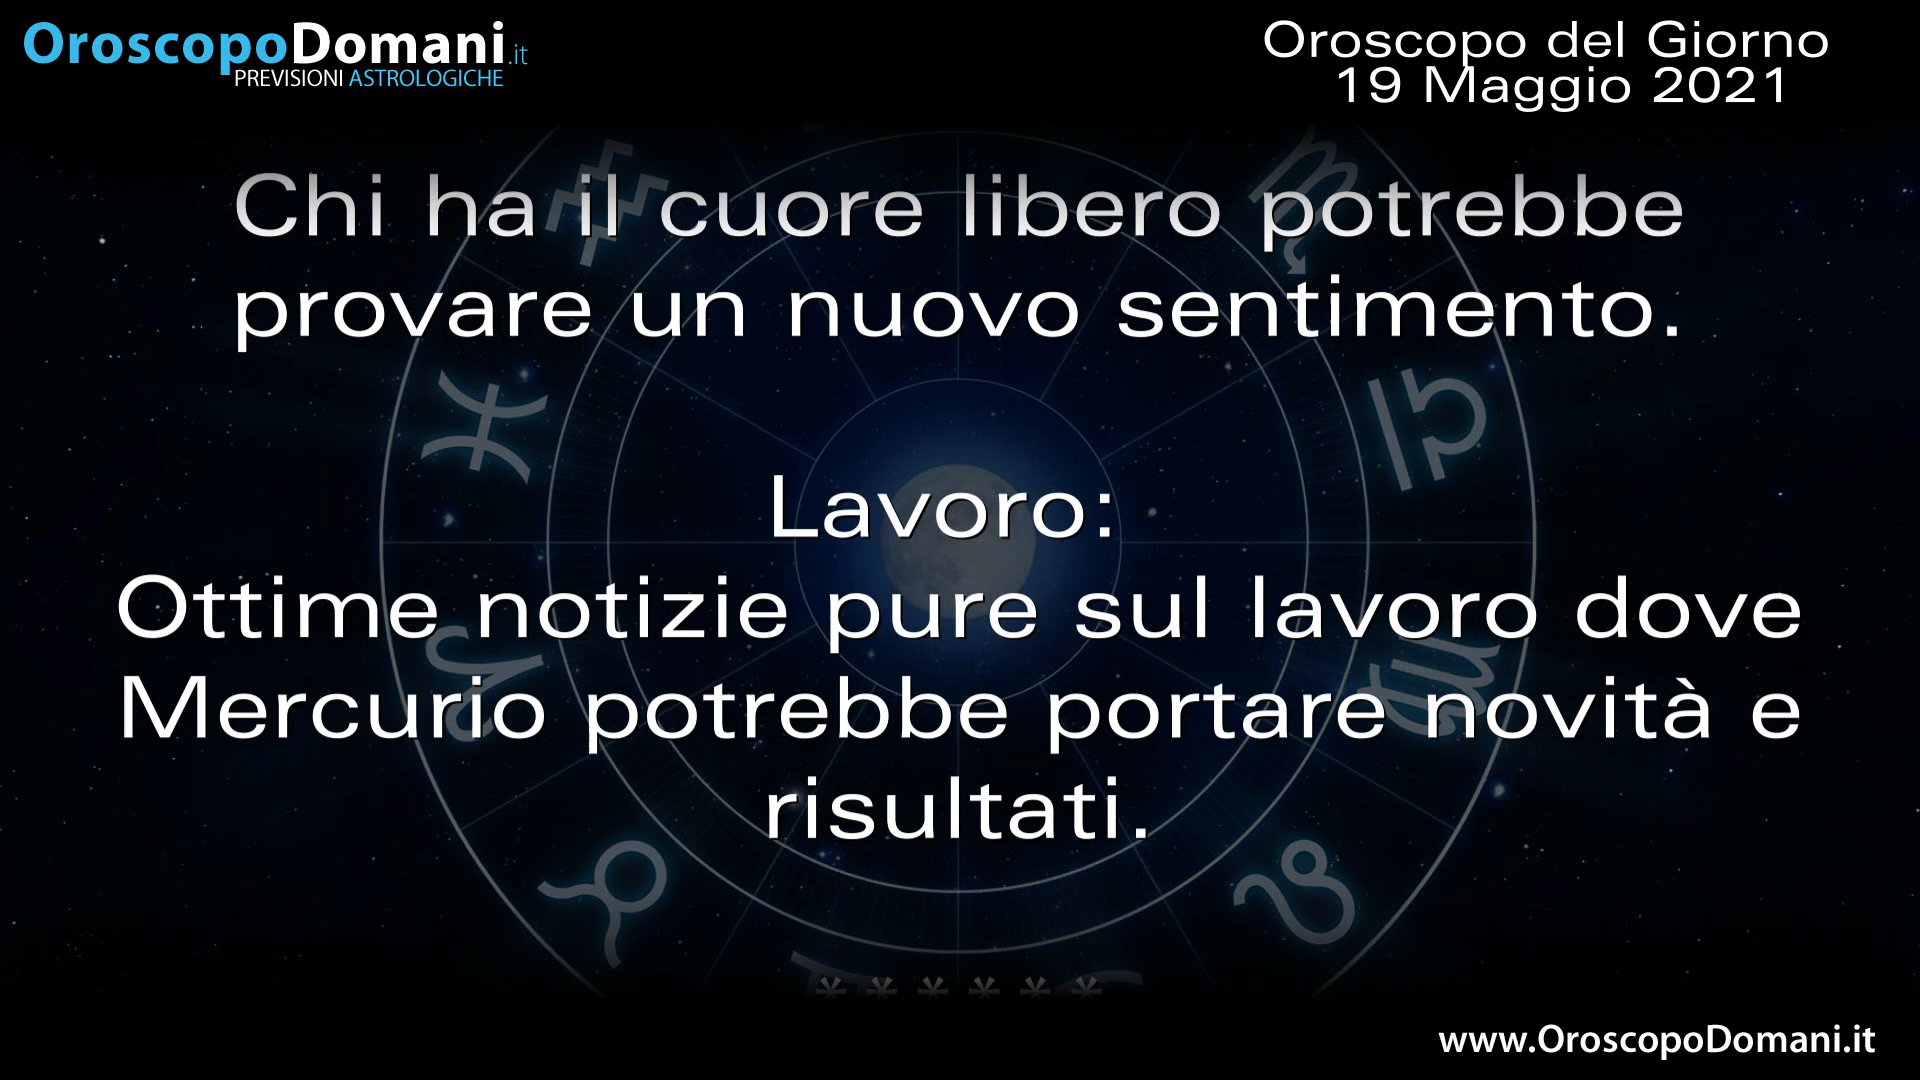 OroscopoDomani.it
PREVISIONI ASTROLOGICHE
Oroscopo del Giorno
19 Maggio 2021
Chi ha il cuore libero potrebbe
provare un nuovo sentimento.
Lavoro:
Ottime notizie pure sul lavoro dove
Mercurio potrebbe portare novità e
risultati.
******
www.OroscopoDomani.it